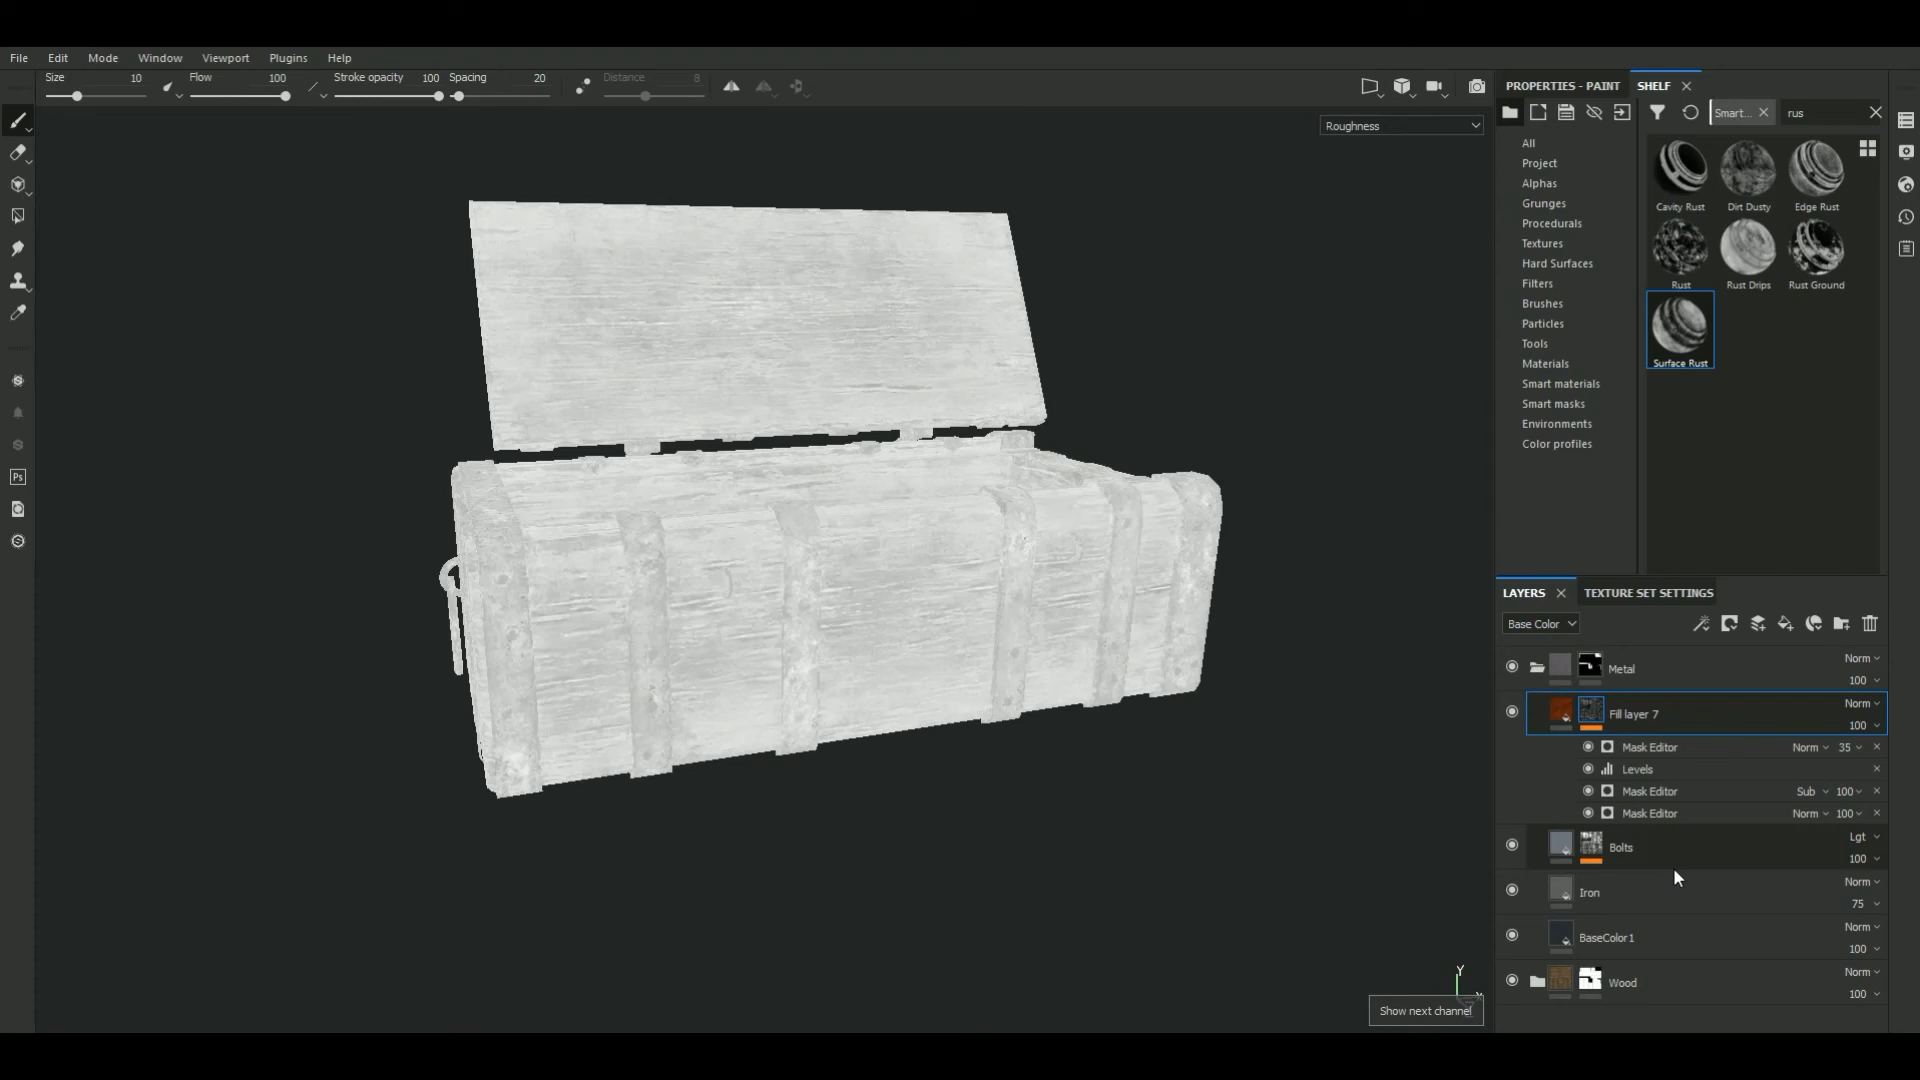 File Edit Mode Window Viewport Plugins Help
Size 10 Flow 100 Stroke opacity 100 Spacing 20 Distance 8
PROPERTIES - PAINT SHELF
Smart... rus
Roughness
All
Project
Alphas
Grunges
Procedurals
Textures
Hard Surfaces
Filters
Brushes
Particles
Tools
Materials
Smart materials
Smart masks
Environments
Color profiles
Cavity Rust Dirt Dusty Edge Rust
Rust Rust Drips Rust Ground
Surface Rust
Ps
LAYERS TEXTURE SET SETTINGS
Base Color
Metal Norm
100
Fill layer 7 Norm
100
Mask Editor Norm 35
Levels
Mask Editor Sub 100
Mask Editor Norm 100
Bolts Lgt
100
Iron Norm
75
BaseColor1 Norm
100
Wood Norm
100
Y
Show next channel